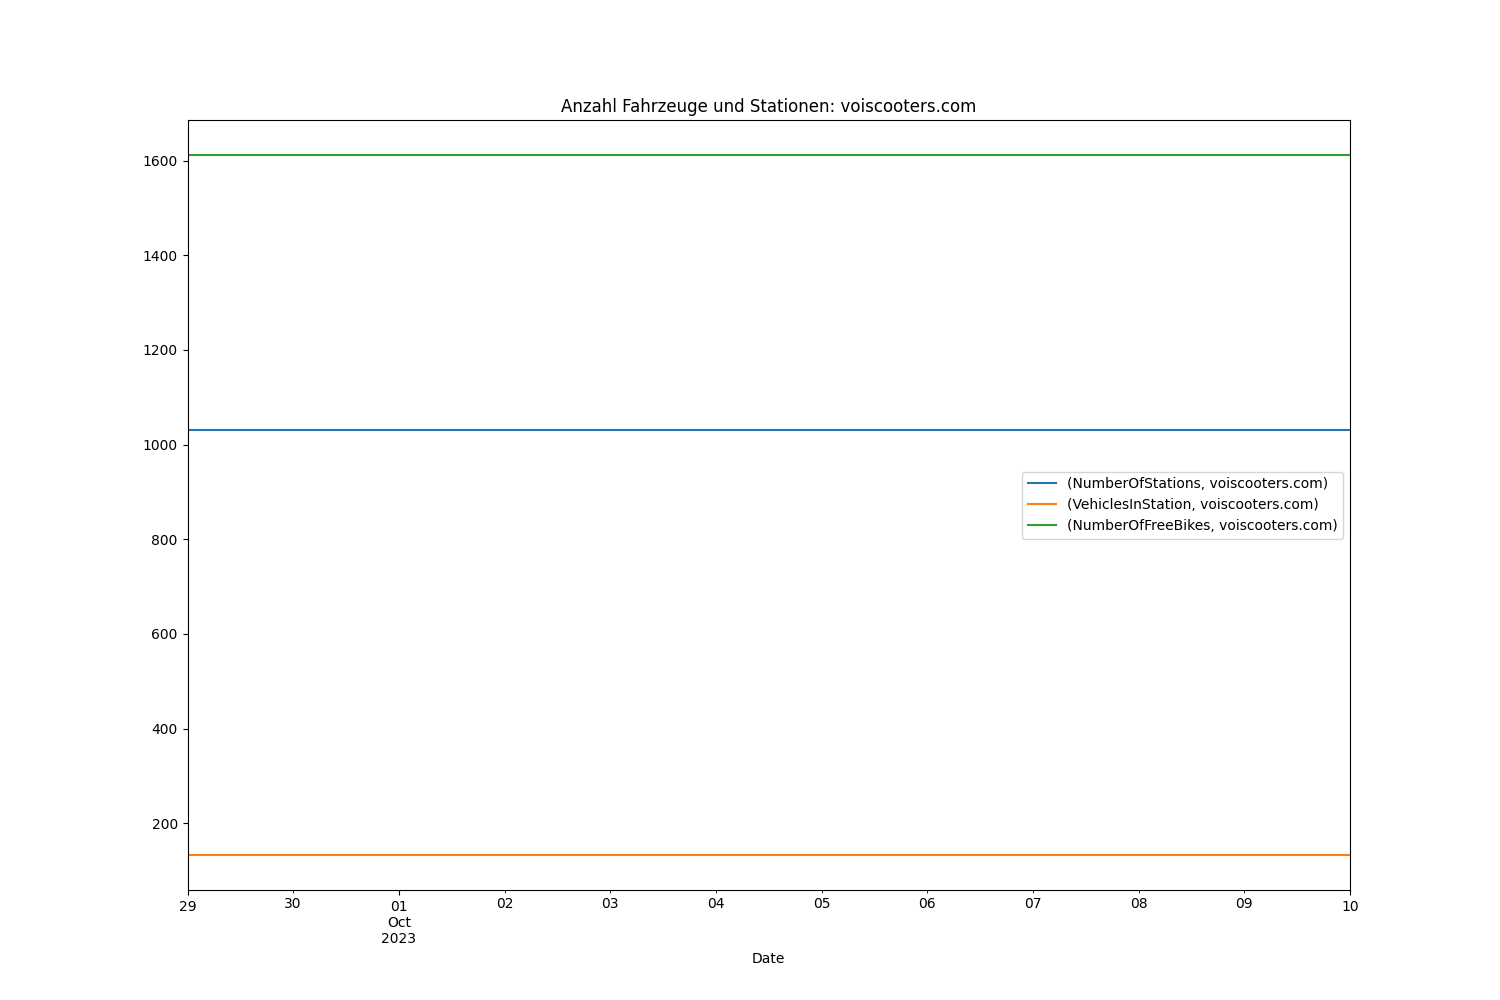 Anzahl Fahrzeuge und Stationen: voiscooters.com
1600
1400
1200
1000
800
600
400
200
(NumberOfStations, voiscooters.com)
(VehiclesInStation, voiscooters.com)
(NumberOfFreeBikes, voiscooters.com)
29 30 01 02 03 04 05 06 07 08 09 10
Oct
2023
Date